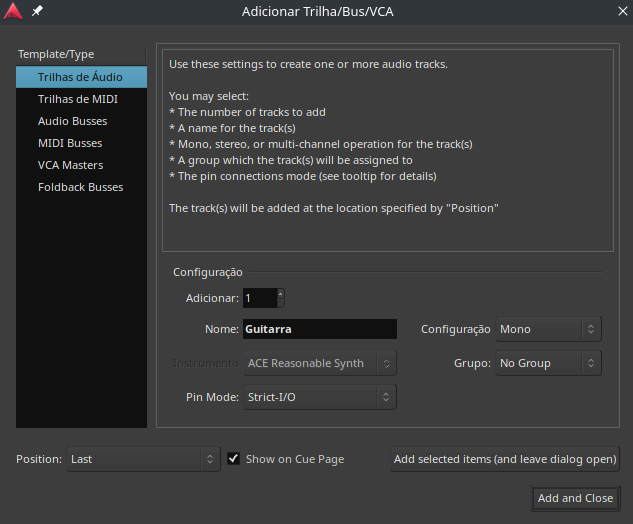 Adicionar Trilha/Bus/VCA
Template/Type
Trilhas de Áudio
Trilhas de MIDI
Audio Busses
MIDI Busses
VCA Masters
Foldback Busses
Use these settings to create one or more audio tracks.
You may select:
* The number of tracks to add
* A name for the track(s)
* Mono, stereo, or multi-channel operation for the track(s)
* A group which the track(s) will be assigned to
* The pin connections mode (see tooltip for details)
The track(s) will be added at the location specified by "Position"
Configuração
Adicionar: 1
Nome: Guitarra Configuração Mono
Instrumento ACE Reasonable Synth Grupo: No Group
Pin Mode: Strict-I/O
Position: Last Show on Cue Page Add selected items (and leave dialog open)
Add and Close